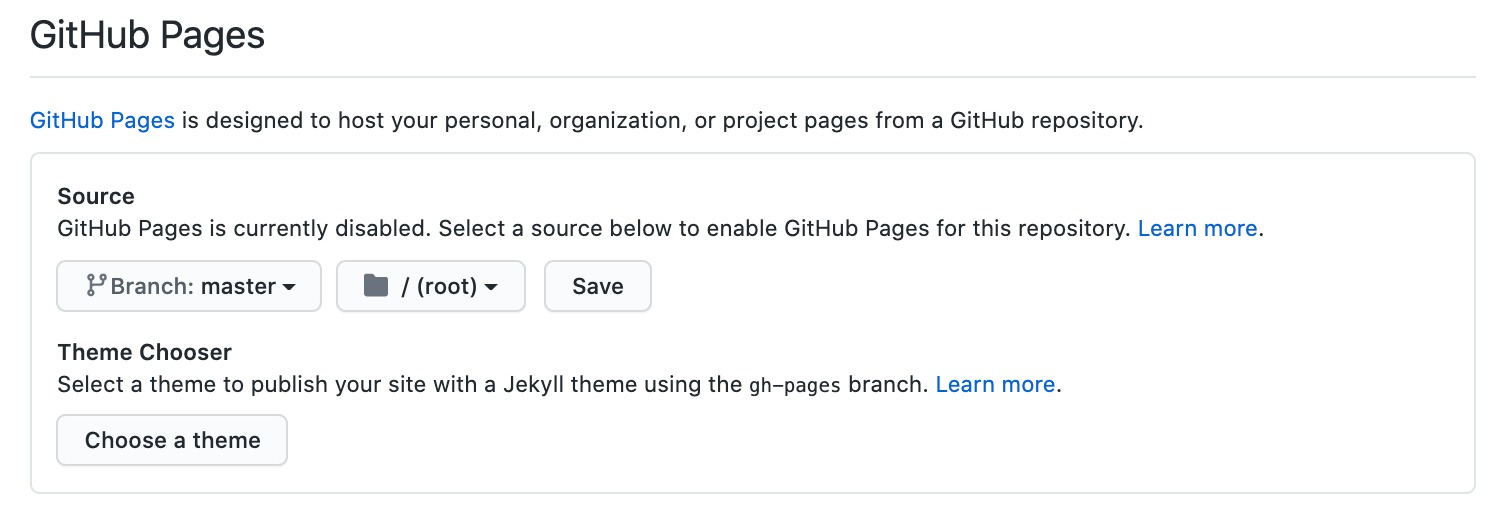 GitHub Pages
GitHub Pages is designed to host your personal, organization, or project pages from a GitHub repository.
Source
GitHub Pages is currently disabled. Select a source below to enable GitHub Pages for this repository. Learn more.
Branch: master / (root) Save
Theme Chooser
Select a theme to publish your site with a Jekyll theme using the gh-pages branch. Learn more.
Choose a theme